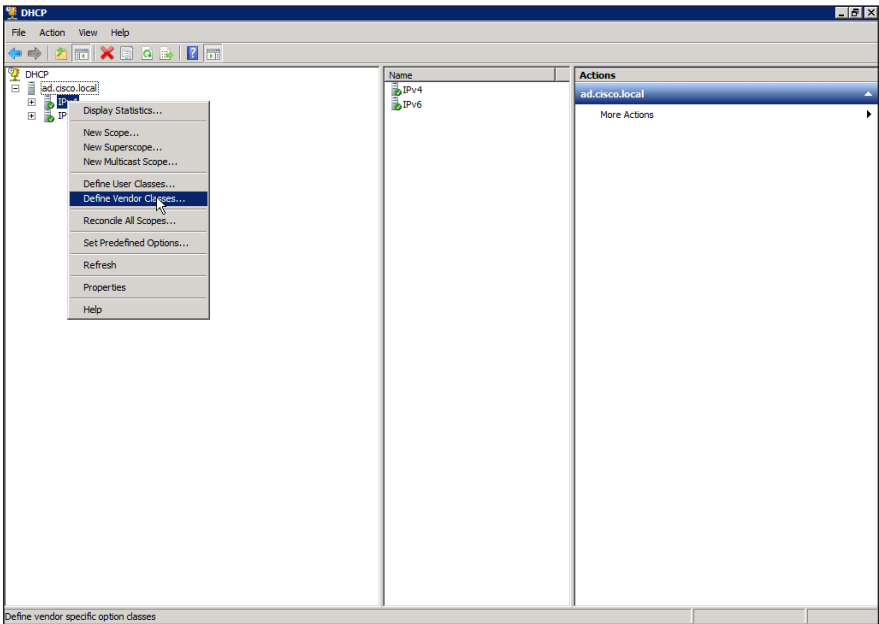 DHCP
File Action View Help
DHCP
ad.cisco.local
IPv4
IP
Display Statistics...
New Scope...
New Superscope...
New Multicast Scope...
Define User Classes...
Define Vendor Classes...
Reconcile All Scopes...
Set Predefined Options...
Refresh
Properties
Help
Name
IPv4
IPv6
Actions
ad.cisco.local
More Actions
Define vendor specific option classes